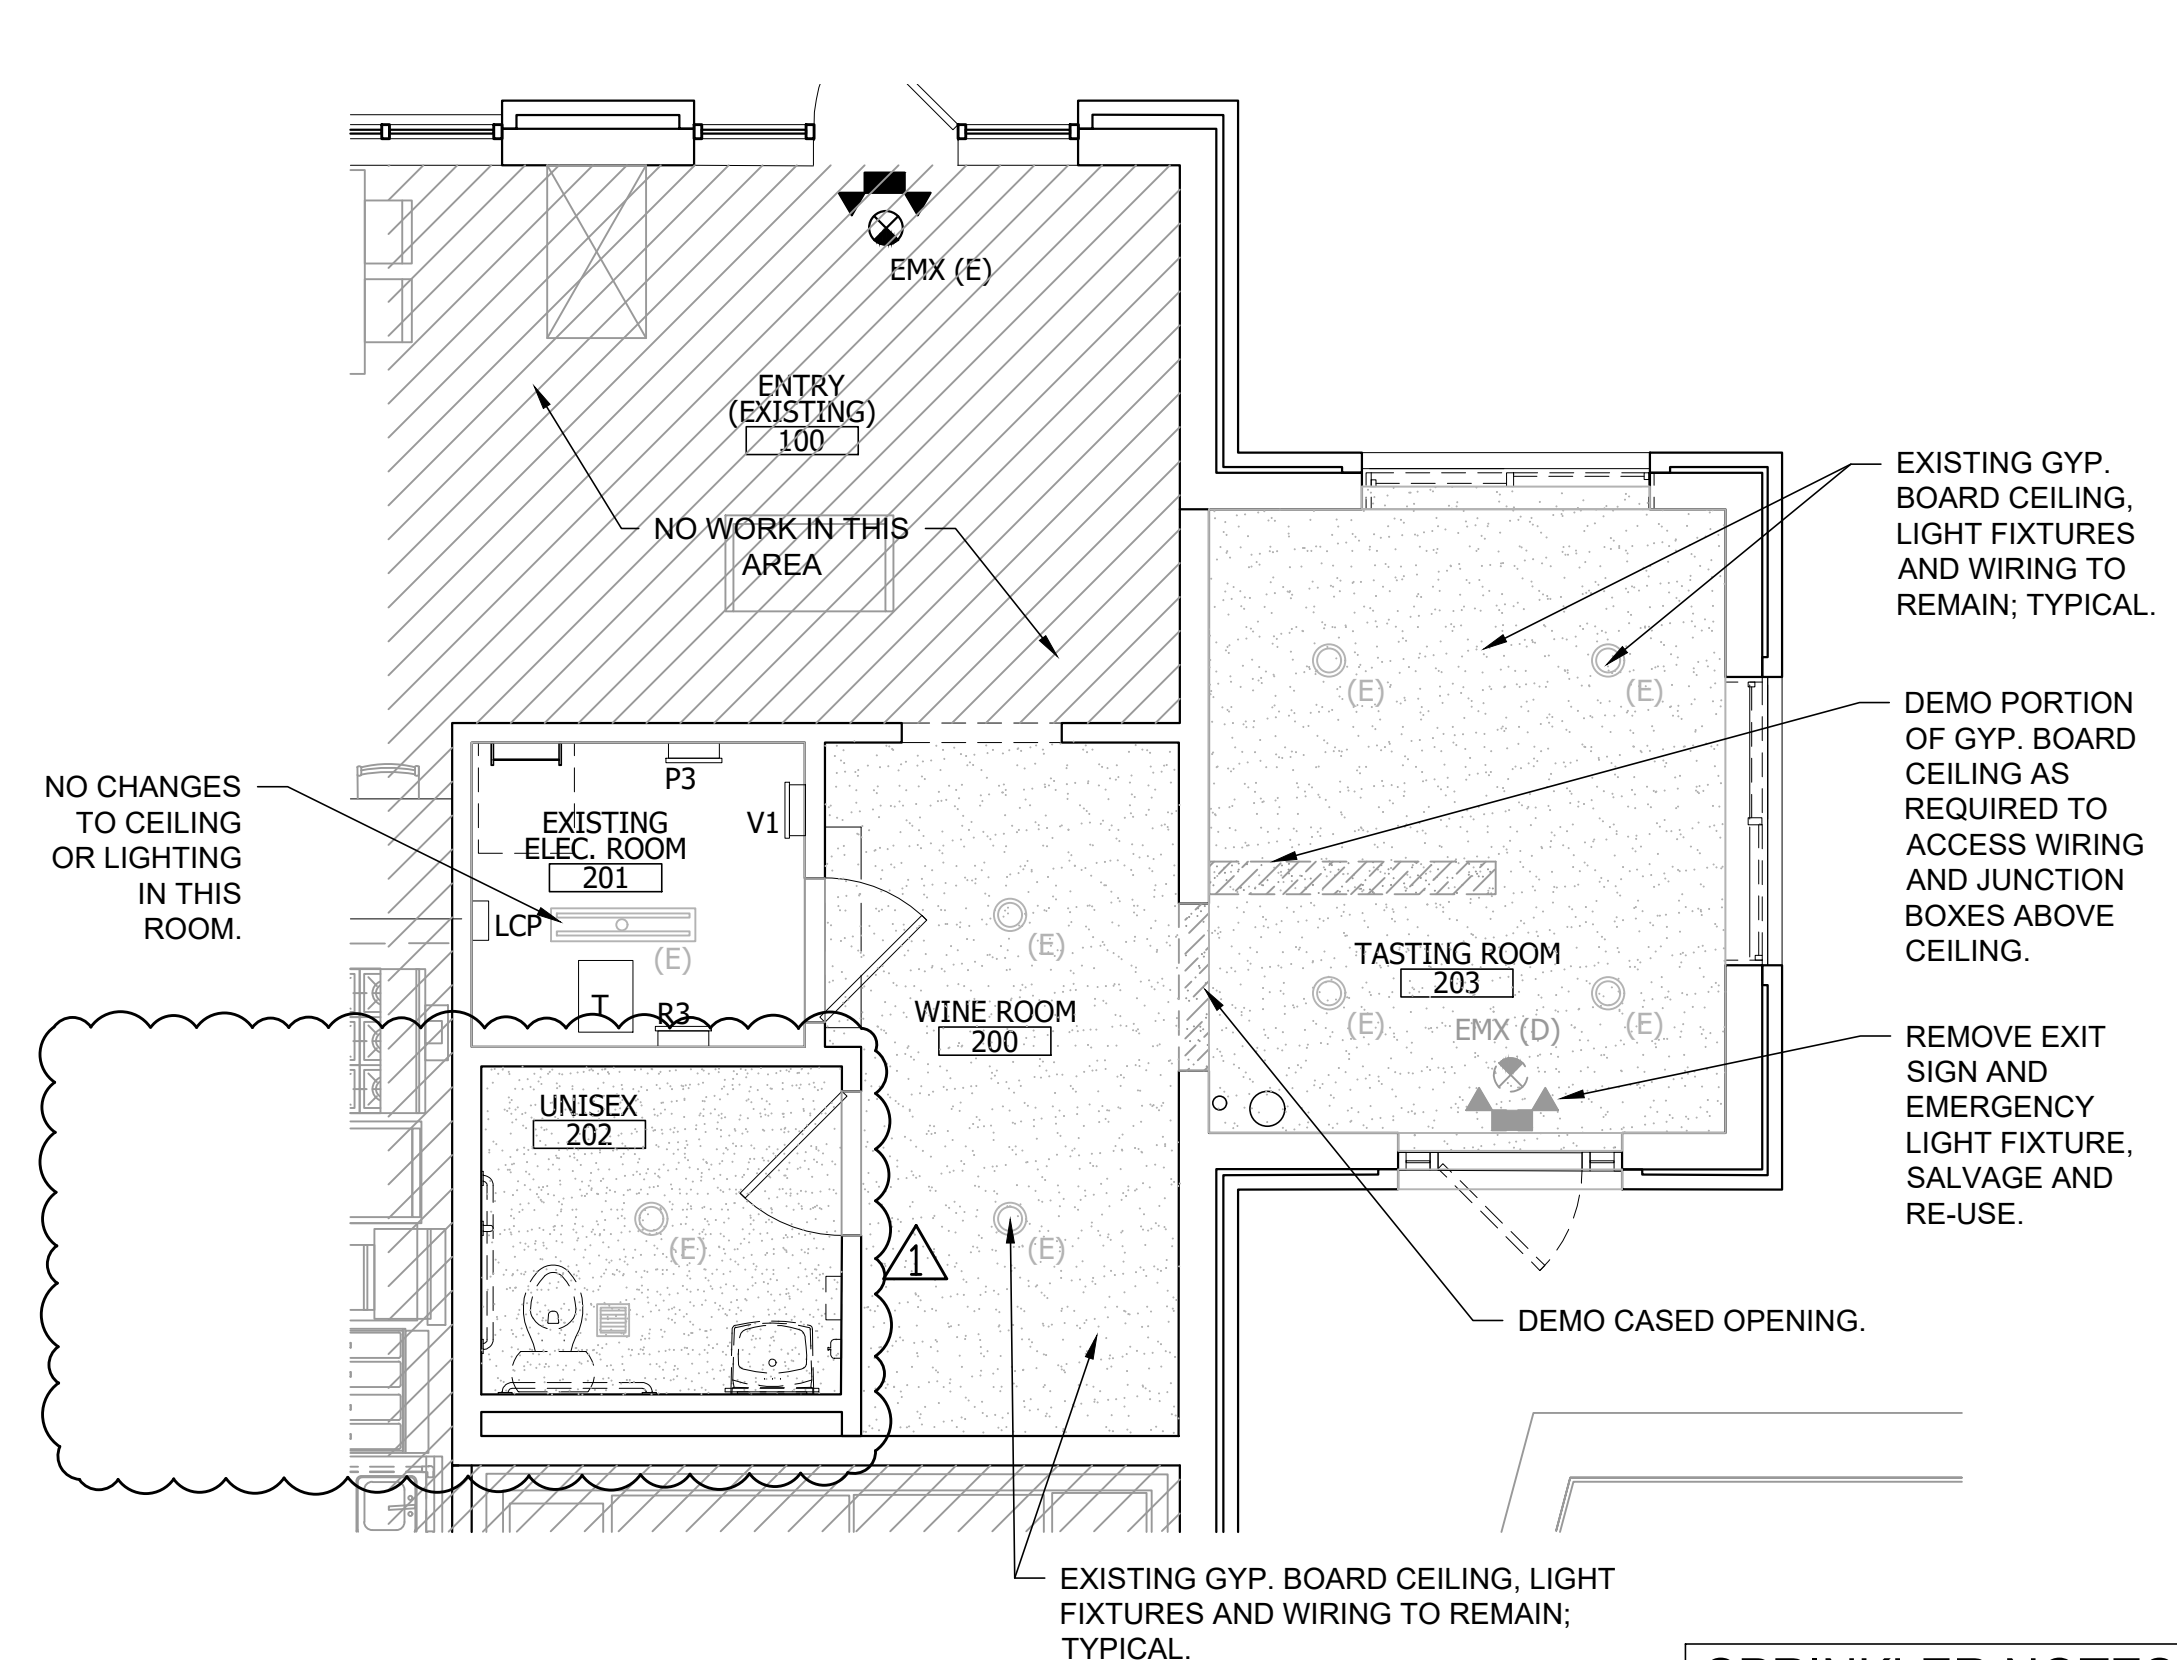 EMX (E)
ENTRY
(EXISTING)
100
NO WORK IN THIS
AREA
EXISTING GYP.
BOARD CEILING,
LIGHT FIXTURES
AND WIRING TO
REMAIN; TYPICAL.
(E)
(E)
DEMO PORTION
OF GYP. BOARD
CEILING AS
REQUIRED TO
ACCESS WIRING
AND JUNCTION
BOXES ABOVE
CEILING.
NO CHANGES
TO CEILING
OR LIGHTING
IN THIS
ROOM.
P3
V1
EXISTING
ELEC. ROOM
201
LCP
(E)
T
R3
(E)
WINE ROOM
200
TASTING ROOM
203
(E)
EMX (D)
(E)
REMOVE EXIT
SIGN AND
EMERGENCY
LIGHT FIXTURE,
SALVAGE AND
RE-USE.
UNISEX
202
(E)
1
(E)
DEMO CASED OPENING.
EXISTING GYP. BOARD CEILING, LIGHT
FIXTURES AND WIRING TO REMAIN;
TYPICAL.
SPRINKLER NOTES